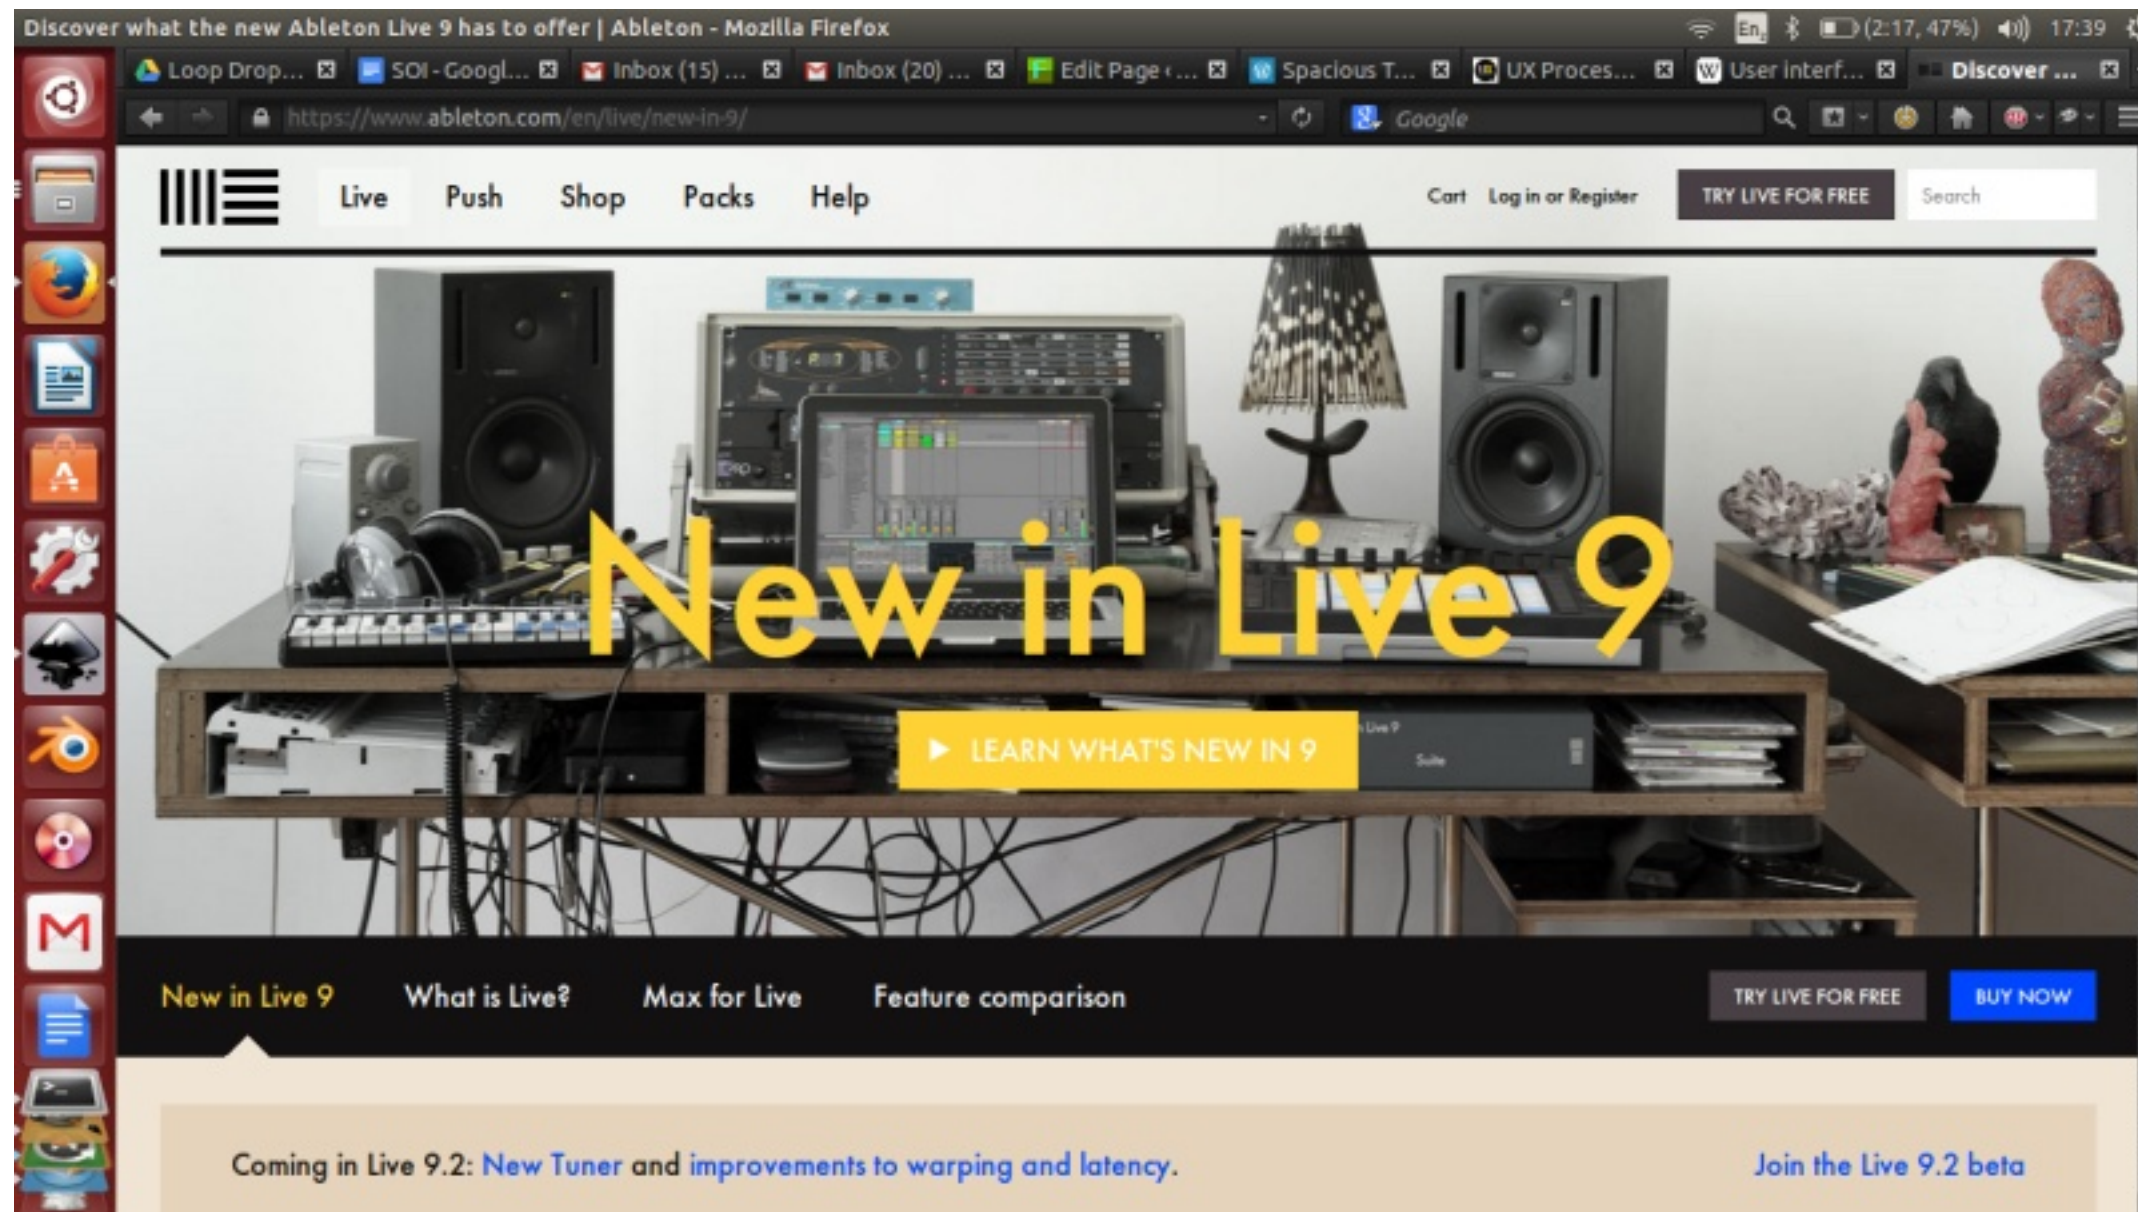 Discover what the new Ableton Live 9 has to offer | Ableton - Mozilla Firefox
En (2:17, 47%) 17:39
Loop Drop... SOI - Googl... Inbox (15) ... Inbox (20) ... Edit Page ‹ ... Spacious T... UX Proces... User interf... Discover ...
https://www.ableton.com/en/live/new-in-9/ Google
Live Push Shop Packs Help Cart Log in or Register TRY LIVE FOR FREE Search
New in Live 9
Live 9
Suite
LEARN WHAT'S NEW IN 9
New in Live 9 What is Live? Max for Live Feature comparison TRY LIVE FOR FREE BUY NOW
Coming in Live 9.2: New Tuner and improvements to warping and latency. Join the Live 9.2 beta